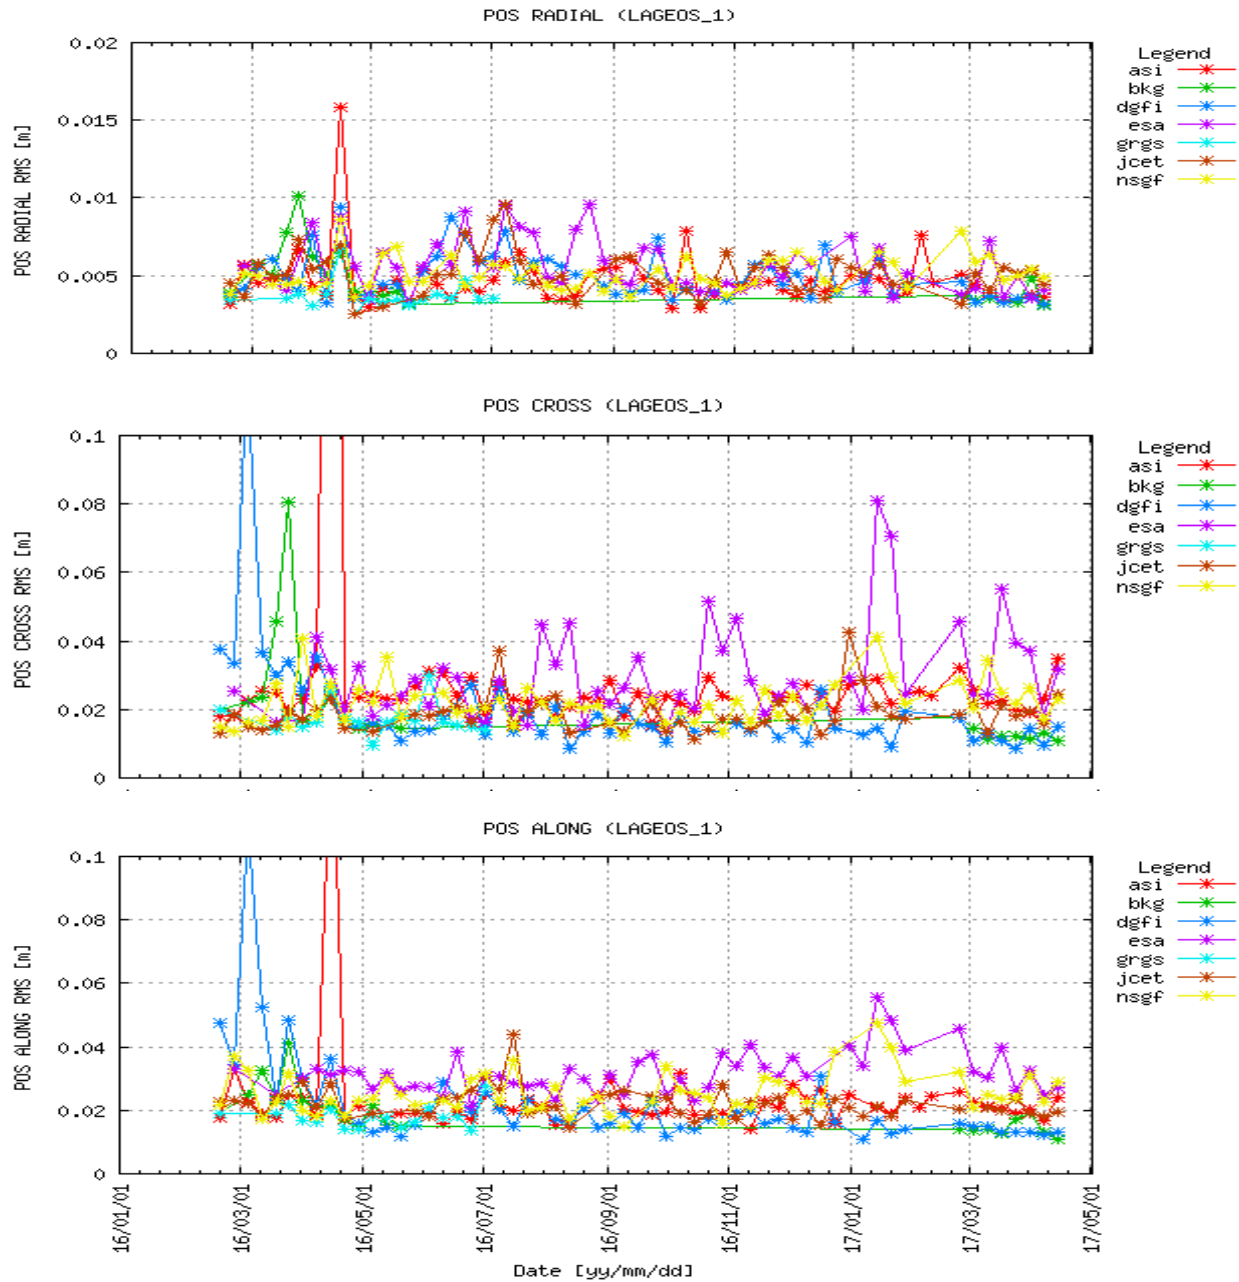 POS RADIAL (LAGEOS_1)
POS RADIAL RMS [m]
0.02
0.015
0.01
0.005
0
Legend
asi
bkg
dgfi
esa
grgs
jcet
nsgf
POS CROSS (LAGEOS_1)
POS CROSS RMS [m]
0.1
0.08
0.06
0.04
0.02
0
Legend
asi
bkg
dgfi
esa
grgs
jcet
nsgf
POS ALONG (LAGEOS_1)
POS ALONG RMS [m]
0.1
0.08
0.06
0.04
0.02
0
Legend
asi
bkg
dgfi
esa
grgs
jcet
nsgf
16/01/01
16/03/01
16/05/01
16/07/01
16/09/01
16/11/01
17/01/01
17/03/01
17/05/01
Date [yy/mm/dd]